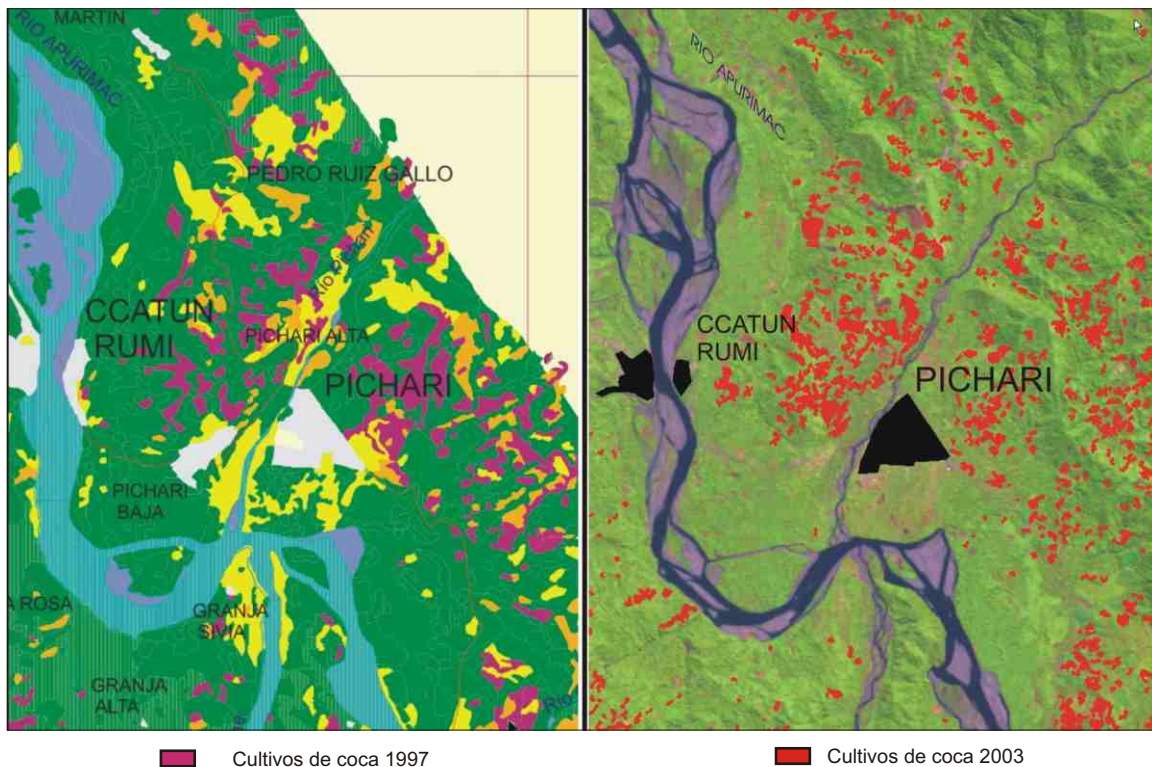 MARTIN
RIO APURIMAC
PEDRO RUIZ GALLO
CCATUN
RUMI
PICHARI ALTA
PICHARI
PICHARI
BAJA
A ROSA
GRANJA
SIVIA
GRANJA
ALTA
RIO
RIO APURIMAC
CCATUN
RUMI
PICHARI
Cultivos de coca 1997
Cultivos de coca 2003